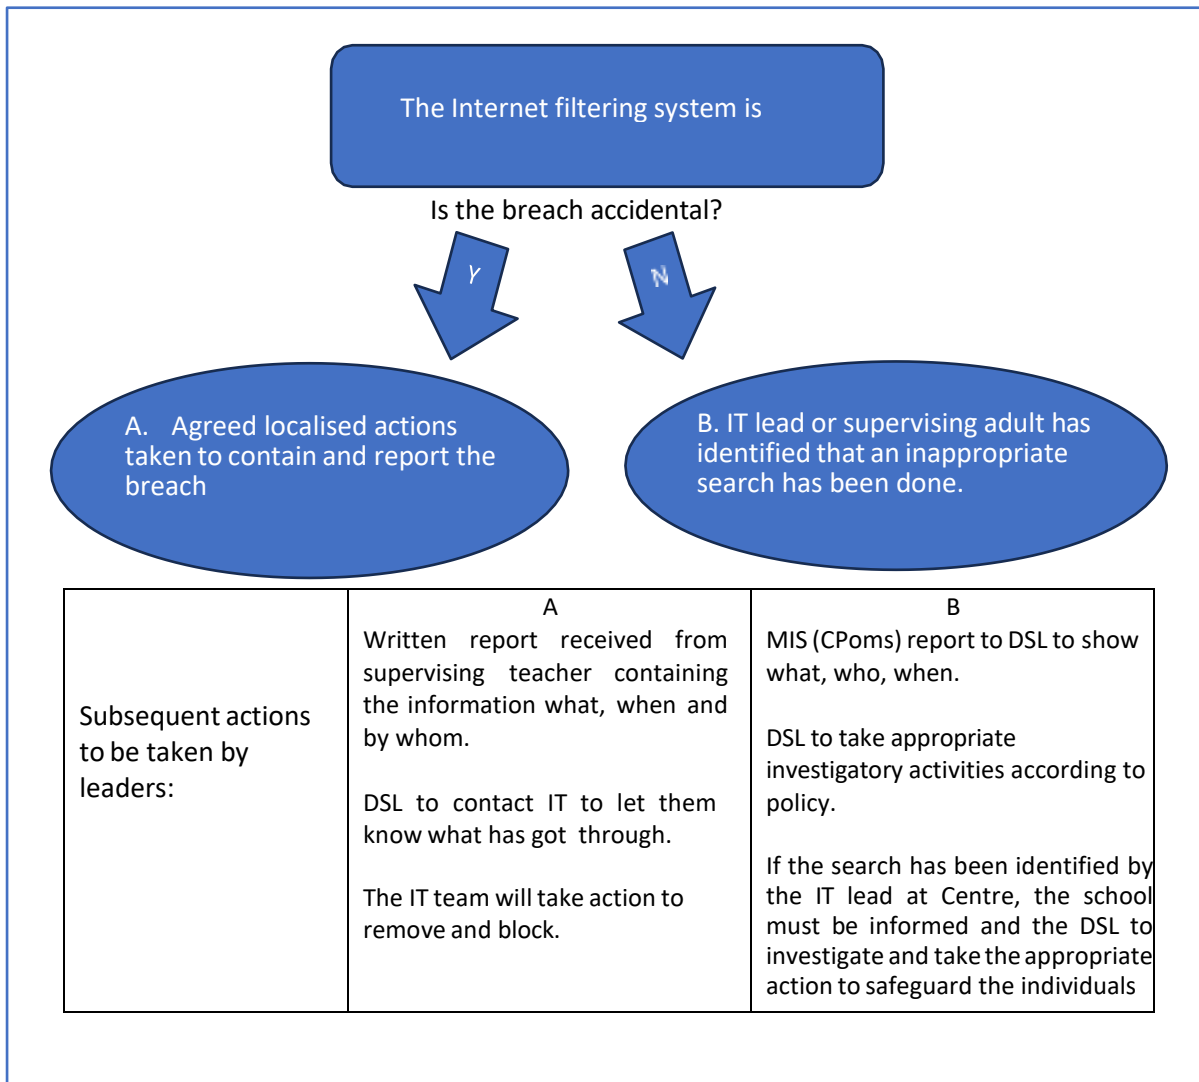 The Internet filtering system is
Is the breach accidental?
Y
N
A. Agreed localised actions
taken to contain and report the
breach
B. IT lead or supervising adult has
identified that an inappropriate
search has been done.
Subsequent actions
to be taken by
leaders:
A
Written report received from
supervising teacher containing
the information what, when and
by whom.
DSL to contact IT to let them
know what has got through.
The IT team will take action to
remove and block.
B
MIS (CPoms) report to DSL to show
what, who, when.
DSL to take appropriate
investigatory activities according to
policy.
If the search has been identified by
the IT lead at Centre, the school
must be informed and the DSL to
investigate and take the appropriate
action to safeguard the individuals